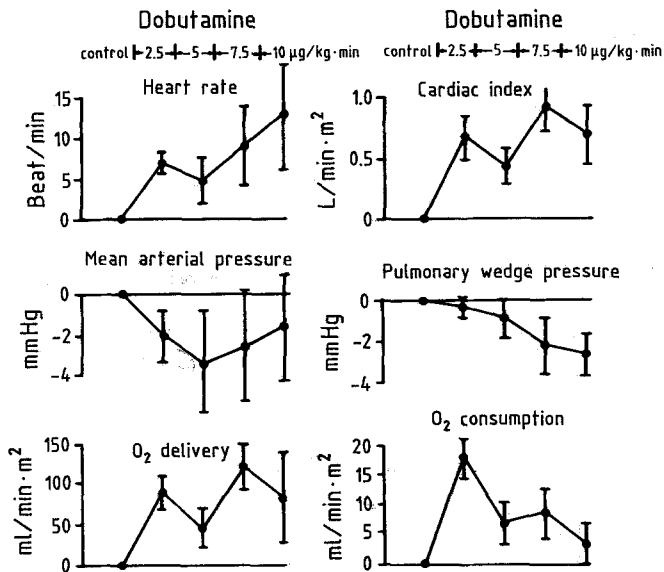 Dobutamine
control 2.5 5 7.5 10 μg/kg·min
Heart rate
Beat/min
15
10
5
0
Dobutamine
control 2.5 5 7.5 10 μg/kg·min
Cardiac index
L/min·m²
1.0
0.5
0
Mean arterial pressure
mmHg
0
-2
-4
Pulmonary wedge pressure
mmHg
0
-2
-4
O₂ delivery
ml/min·m²
150
100
50
0
O₂ consumption
ml/min·m²
20
15
10
5
0